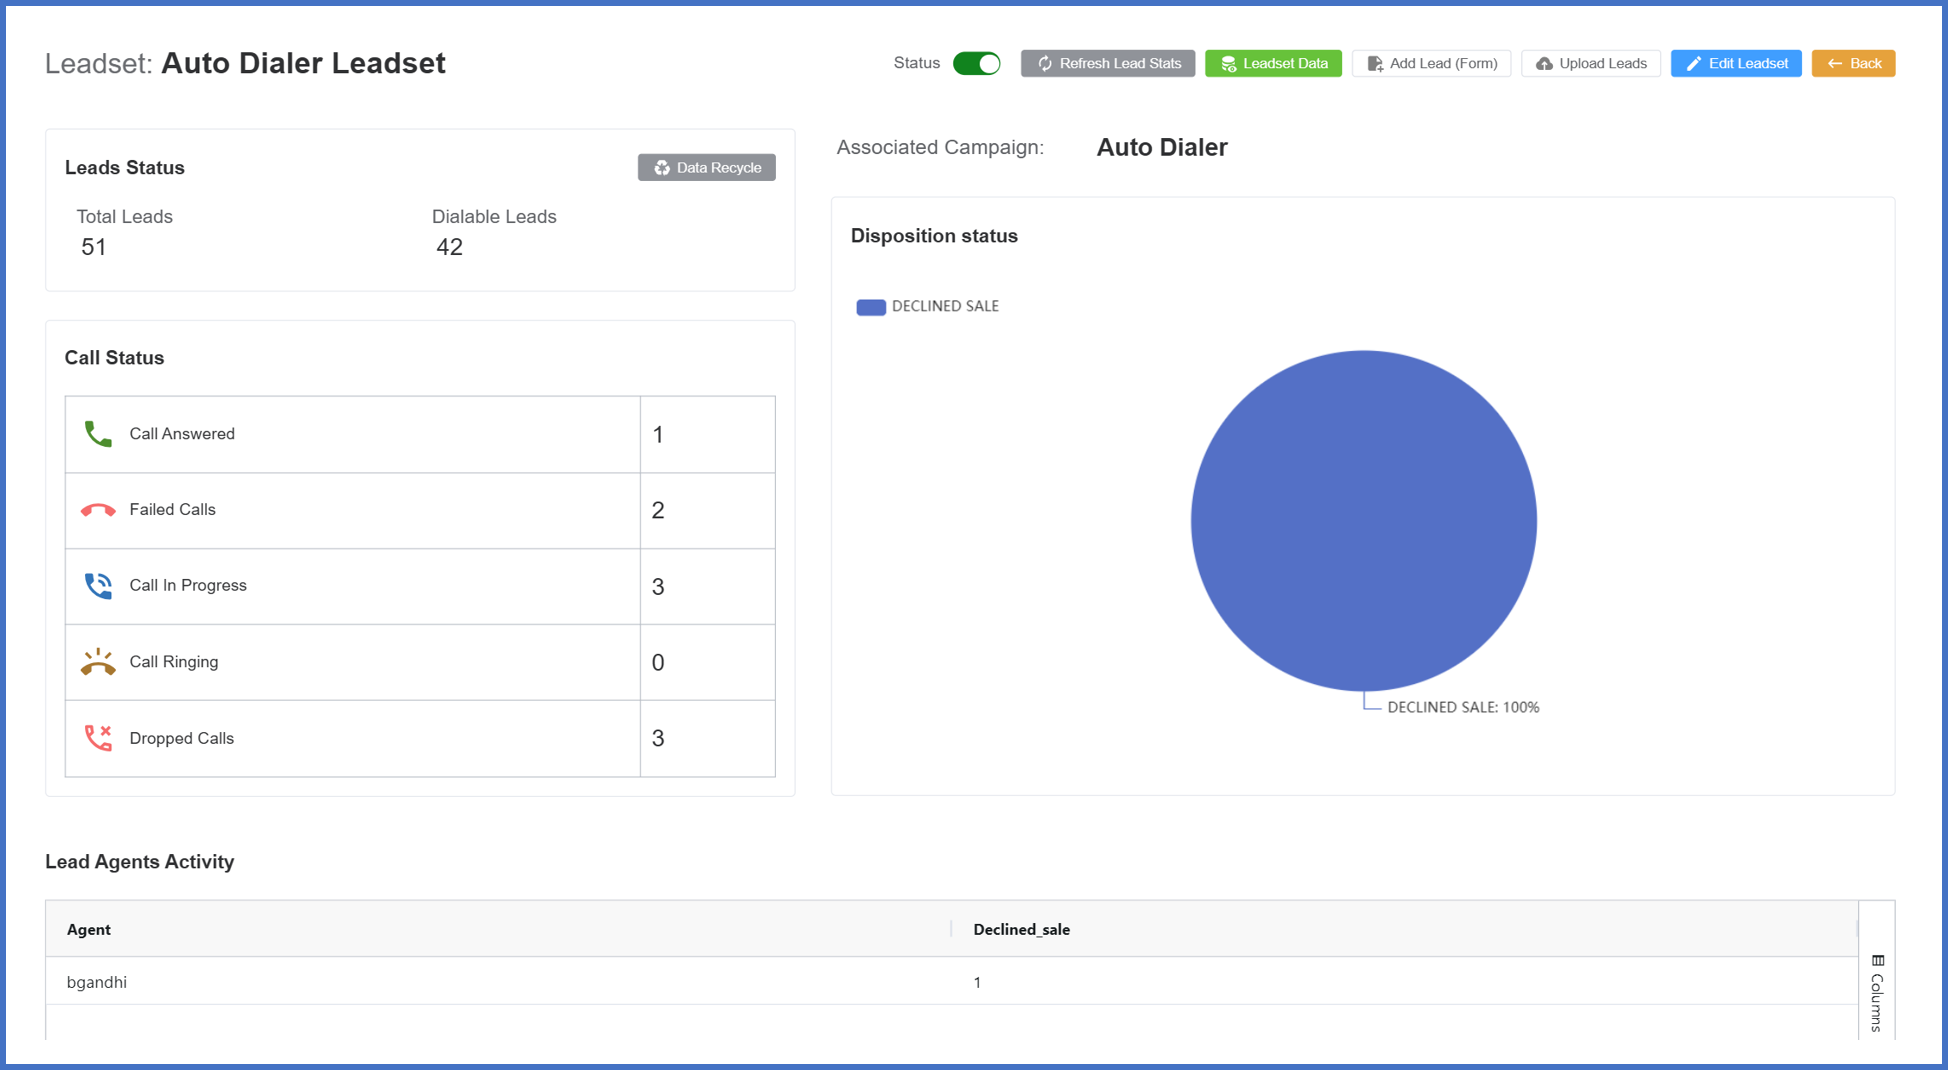 Leadset: Auto Dialer Leadset
Status
Refresh Lead Stats
Leadset Data
Add Lead (Form)
Upload Leads
Edit Leadset
Back
Leads Status
Data Recycle
Total Leads
Dialable Leads
51
42
Associated Campaign: Auto Dialer
Disposition status
DECLINED SALE
DECLINED SALE: 100%
Call Status
Call Answered 1
Failed Calls 2
Call In Progress 3
Call Ringing 0
Dropped Calls 3
Lead Agents Activity
Agent Declined_sale
bgandhi 1
Columns